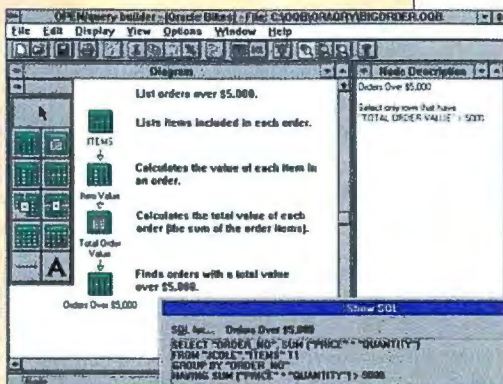 OPEN/query builder - [Oracle Bikes] - File: C:\OQB\ORAQRY\BIGORDER.OQB
File Edit Display View Options Window Help
Diagram
List orders over $5,000.
Lists items included in each order.
ITEMS
Calculates the value of each item in
an order.
Item Value
Calculates the total value of each
order (the sum of the order items).
Total Order
Value
Finds orders with a total value
over $5,000.
Orders Over $5,000
A
Node Description
Orders Over $5,000
Select only rows that have
"TOTAL ORDER VALUE" > 5000
Show SQL
SQL for... Orders Over $5,000
SELECT "ORDER_NO", SUM ("PRICE" * "QUANTITY")
FROM "JCOLE"."ITEMS" T1
GROUP BY "ORDER_NO"
HAVING SUM ("PRICE" * "QUANTITY") > 5000